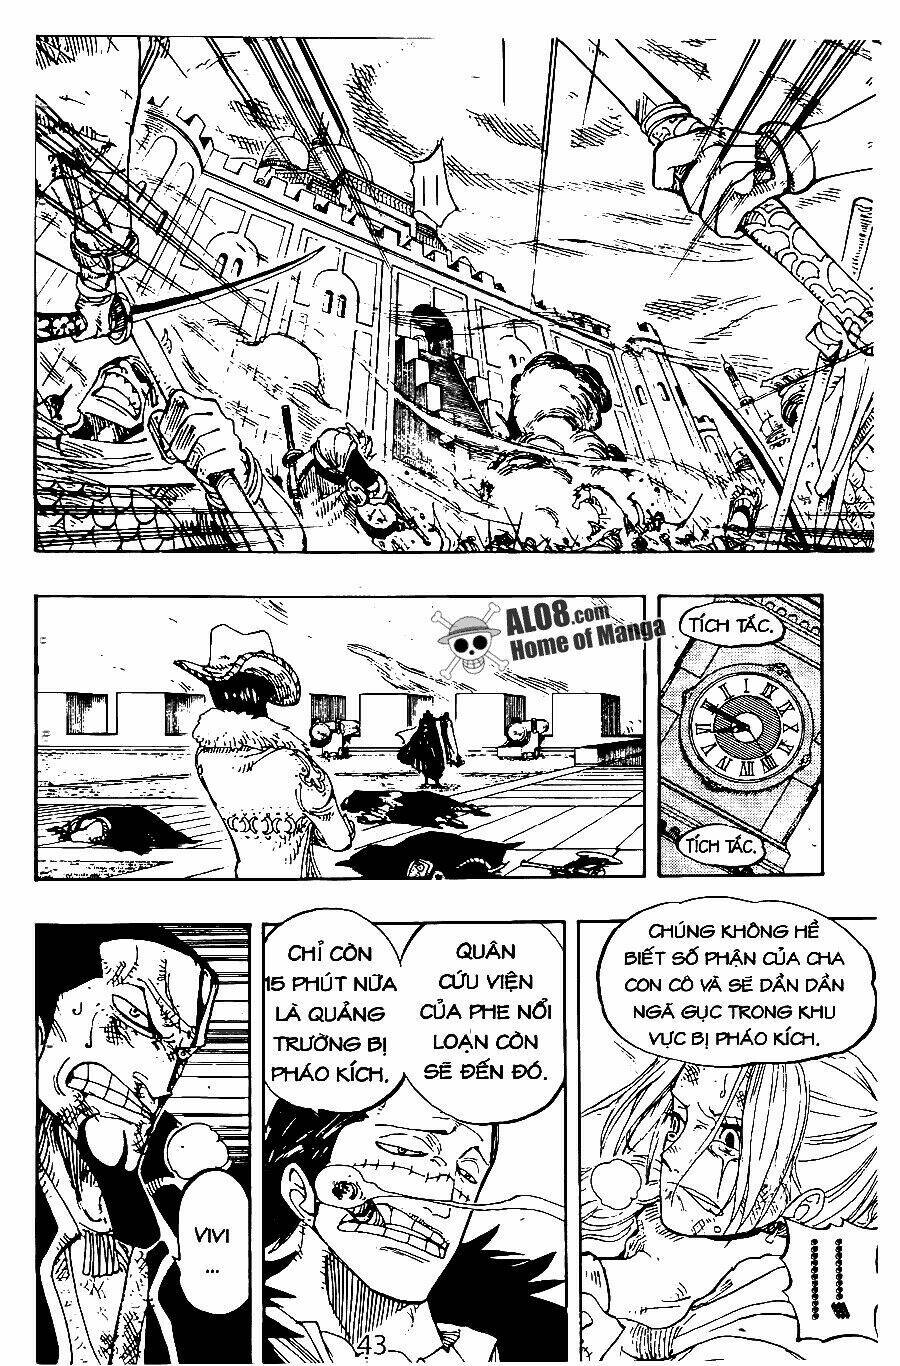 ALO8.com
Home of Manga
TÍCH TẮC.
TÍCH TẮC.
VIVI
...
CHỈ CÒN
15 PHÚT NỮA
LÀ QUẢNG
TRƯỜNG BỊ
PHÁO KÍCH.
QUÂN
CỨU VIỆN
CỦA PHE NỔI
LOẠN CÒN
SẼ ĐẾN ĐÓ.
CHÚNG KHÔNG HỀ
BIẾT SỐ PHẬN CỦA CHA
CON CÔ VÀ SẼ DẦN DẦN
NGÃ GỤC TRONG KHU
VỰC BỊ PHÁO KÍCH.
43